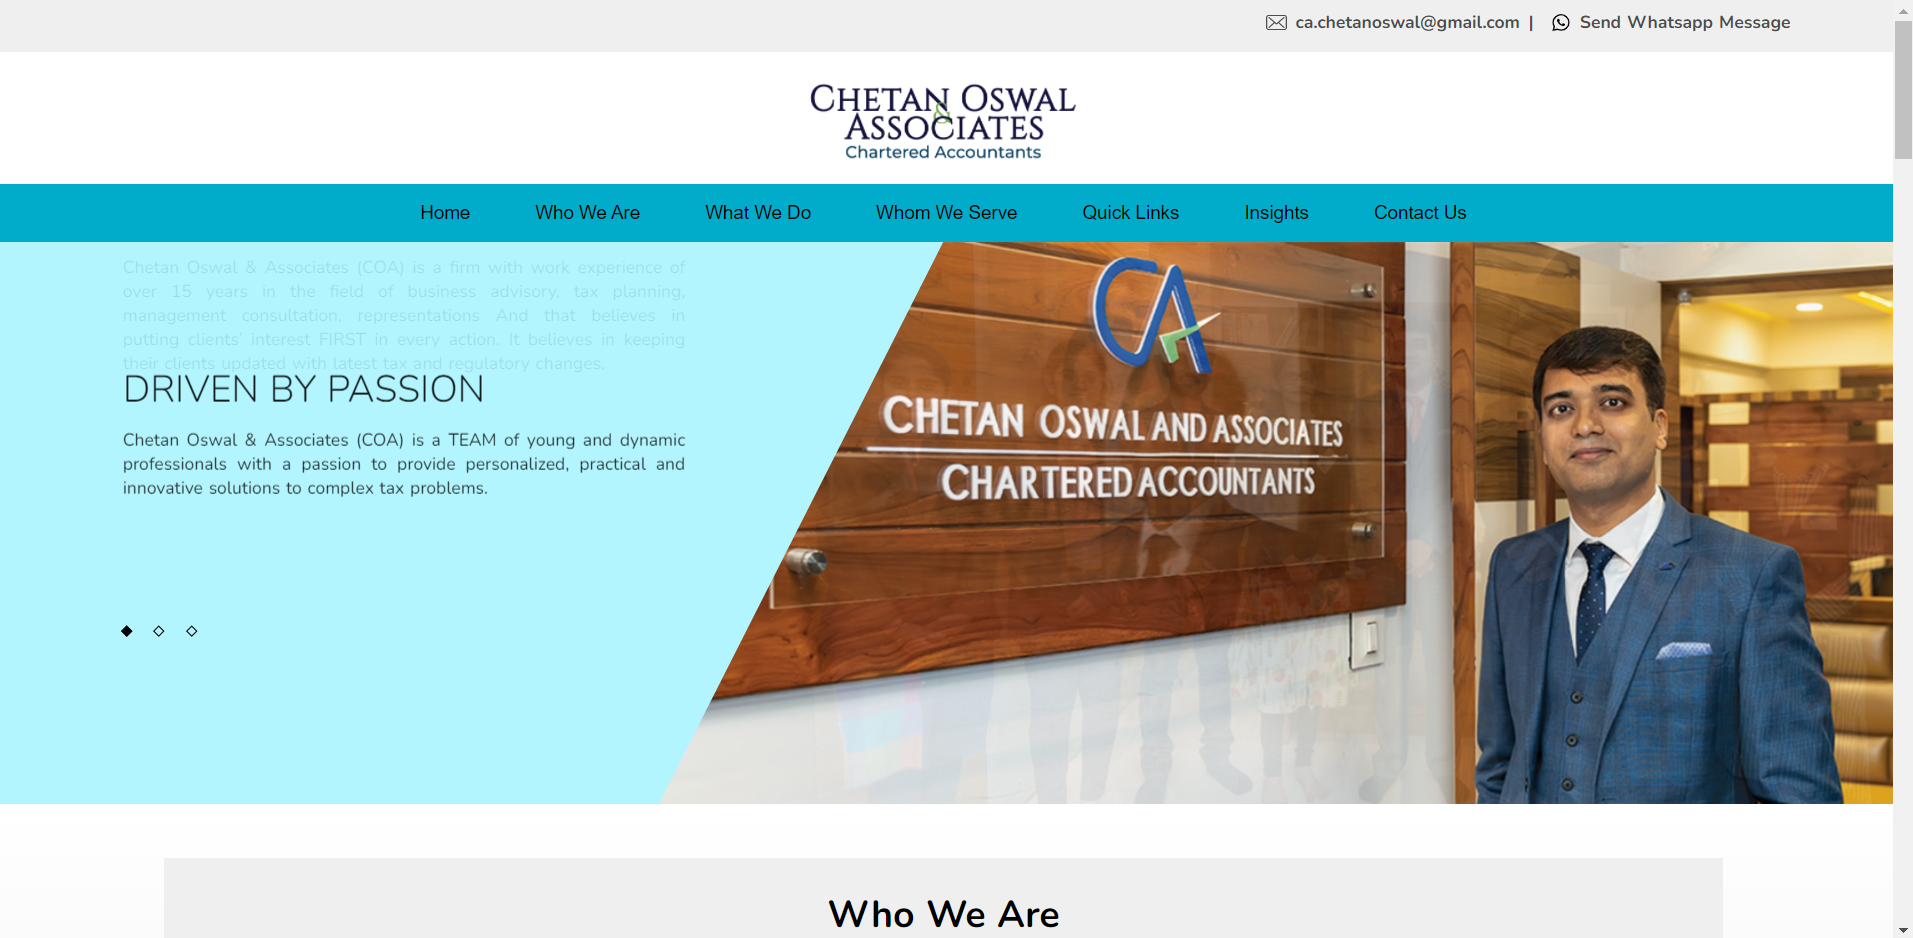 ca.chetanoswal@gmail.com | Send Whatsapp Message
CHETAN OSWAL
&
ASSOCIATES
Chartered Accountants
Home Who We Are What We Do Whom We Serve Quick Links Insights Contact Us
Chetan Oswal & Associates (COA) is a firm with work experience of
over 15 years in the field of business advisory, tax planning,
management consultation, representations And that believes in
putting clients' interest FIRST in every action. It believes in keeping
their clients updated with latest tax and regulatory changes.
DRIVEN BY PASSION
Chetan Oswal & Associates (COA) is a TEAM of young and dynamic
professionals with a passion to provide personalized, practical and
innovative solutions to complex tax problems.
CA
CHETAN OSWAL AND ASSOCIATES
CHARTERED ACCOUNTANTS
Who We Are